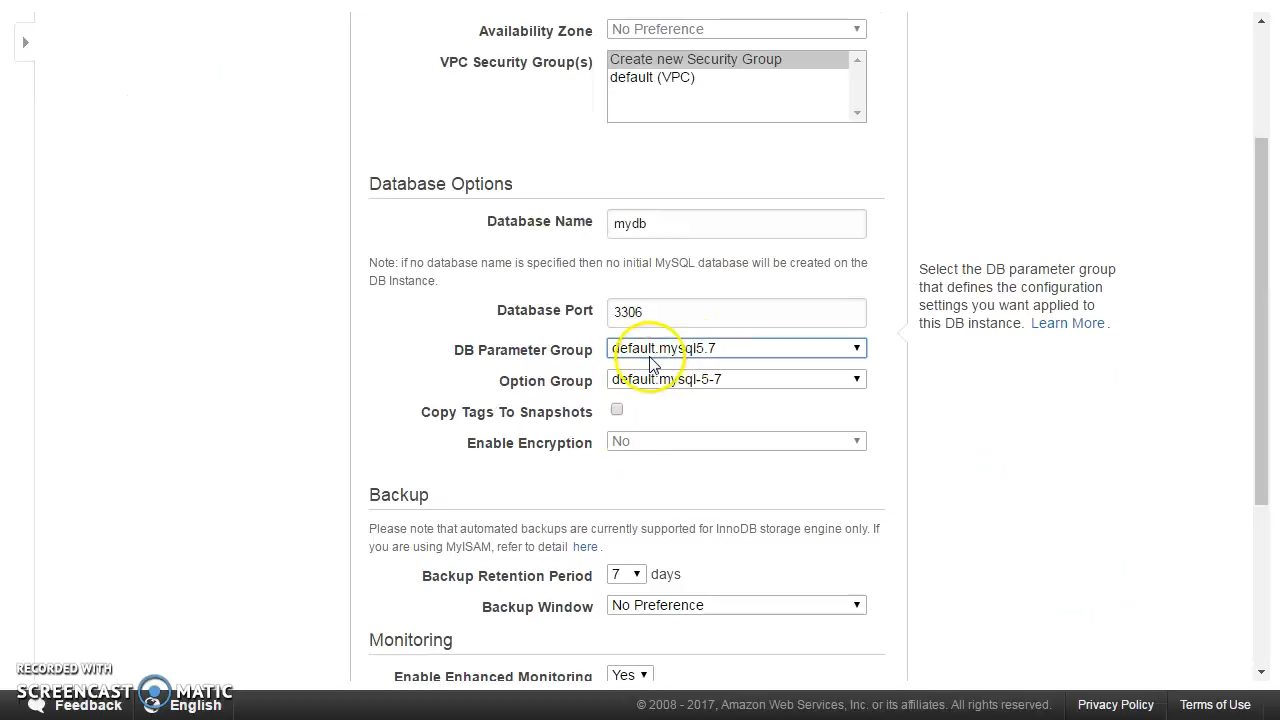 Availability Zone No Preference
VPC Security Group(s) Create new Security Group
default (VPC)
Database Options
Database Name mydb
Note: if no database name is specified then no initial MySQL database will be created on the
DB Instance.
Database Port 3306
DB Parameter Group default.mysql5.7
Option Group default:mysql-5-7
Copy Tags To Snapshots
Enable Encryption No
Select the DB parameter group
that defines the configuration
settings you want applied to
this DB instance. Learn More.
Backup
Please note that automated backups are currently supported for InnoDB storage engine only. If
you are using MyISAM, refer to detail here.
Backup Retention Period 7 days
Backup Window No Preference
Monitoring
Enable Enhanced Monitoring Yes
RECORDED WITH
SCREENCAST MATIC
Feedback English © 2008 - 2017, Amazon Web Services, Inc. or its affiliates. All rights reserved. Privacy Policy Terms of Use